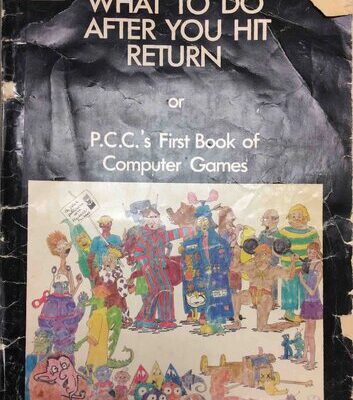 WHAT TO DO
AFTER YOU HIT
RETURN
or
P.C.C.'s First Book of
Computer Games